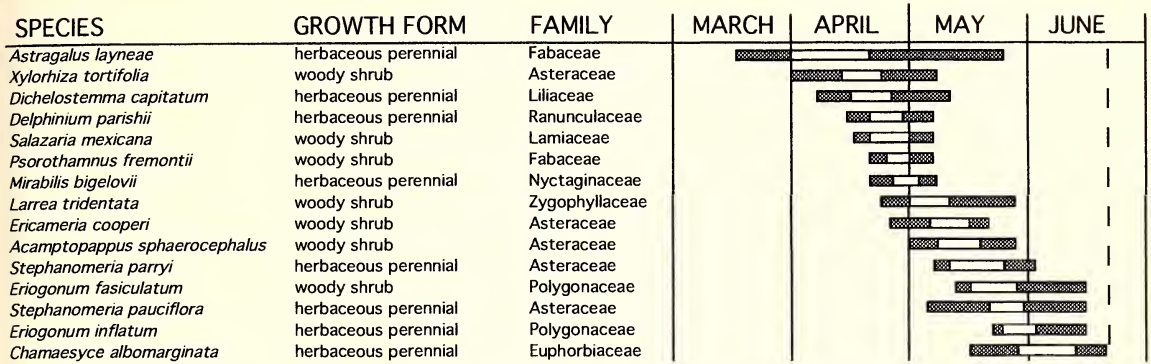 SPECIES GROWTH FORM FAMILY MARCH APRIL MAY JUNE
Astragalus layneae herbaceous perennial Fabaceae
Xylorhiza tortifolia woody shrub Asteraceae
Dichelostemma capitatum herbaceous perennial Liliaceae
Delphinium parishii herbaceous perennial Ranunculaceae
Salazaria mexicana woody shrub Lamiaceae
Psorothamnus fremontii woody shrub Fabaceae
Mirabilis bigelovii herbaceous perennial Nyctaginaceae
Larrea tridentata woody shrub Zygophyllaceae
Ericameria cooperi woody shrub Asteraceae
Acamptopappus sphaerocephalus woody shrub Asteraceae
Stephanomeria parryi herbaceous perennial Asteraceae
Eriogonum fasiculatum woody shrub Polygonaceae
Stephanomeria pauciflora herbaceous perennial Asteraceae
Eriogonum inflatum herbaceous perennial Polygonaceae
Chamaesyce albomarginata herbaceous perennial Euphorbiaceae